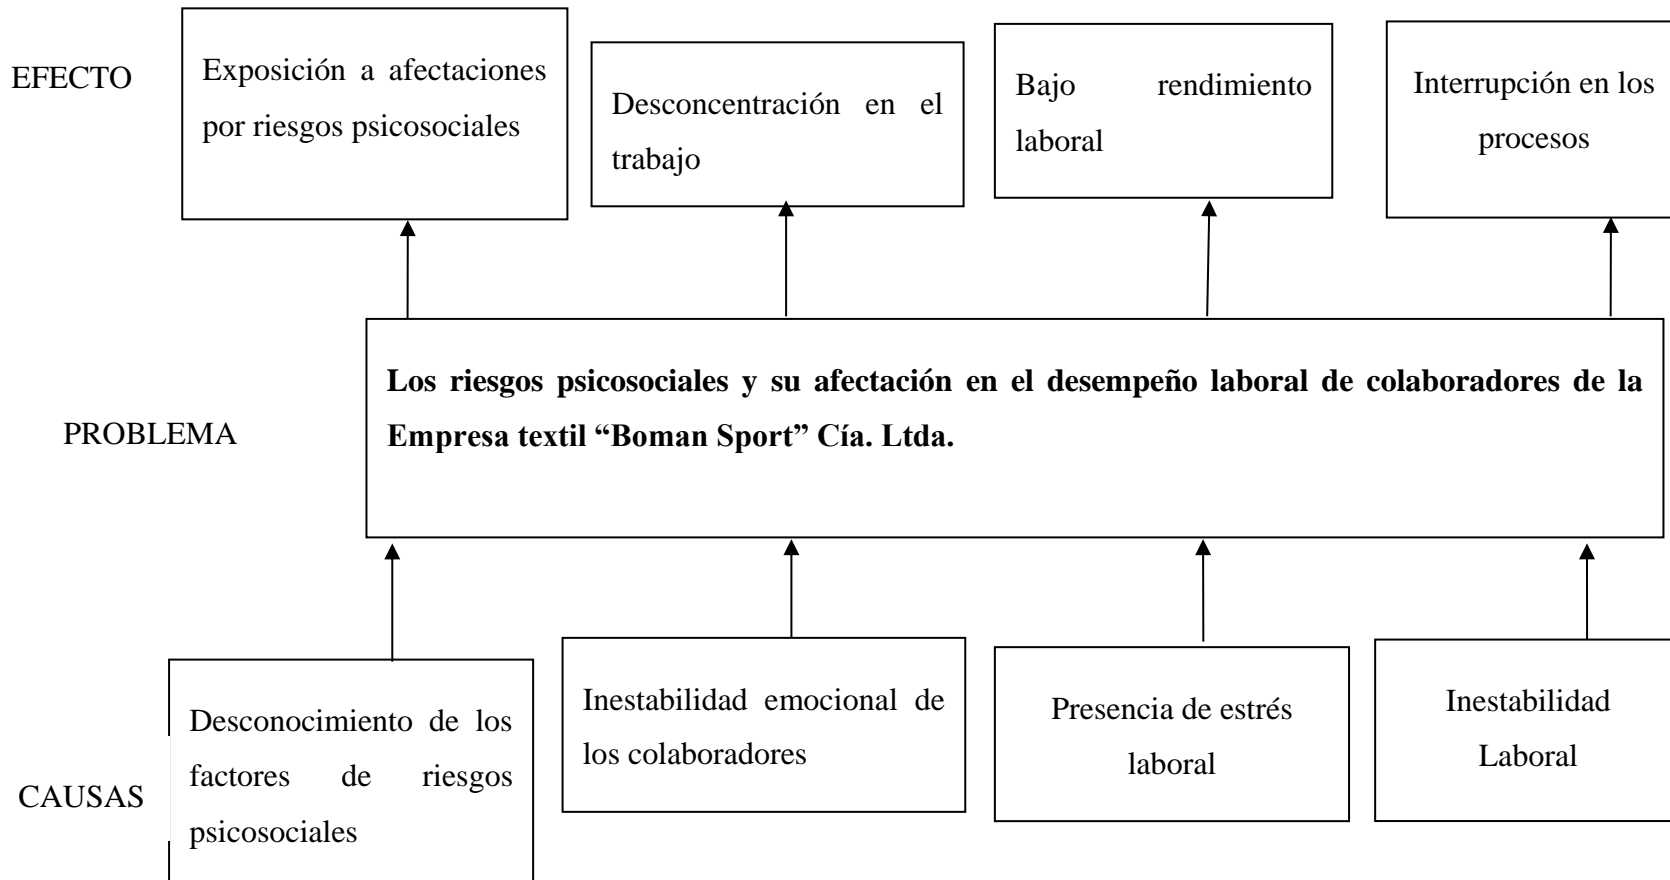 EFECTO
Exposición a afectaciones
por riesgos psicosociales
Desconcentración en el
trabajo
Bajo rendimiento
laboral
Interrupción en los
procesos
PROBLEMA
Los riesgos psicosociales y su afectación en el desempeño laboral de colaboradores de la
Empresa textil “Boman Sport” Cía. Ltda.
CAUSAS
Desconocimiento de los
factores de riesgos
psicosociales
Inestabilidad emocional de
los colaboradores
Presencia de estrés
laboral
Inestabilidad
Laboral